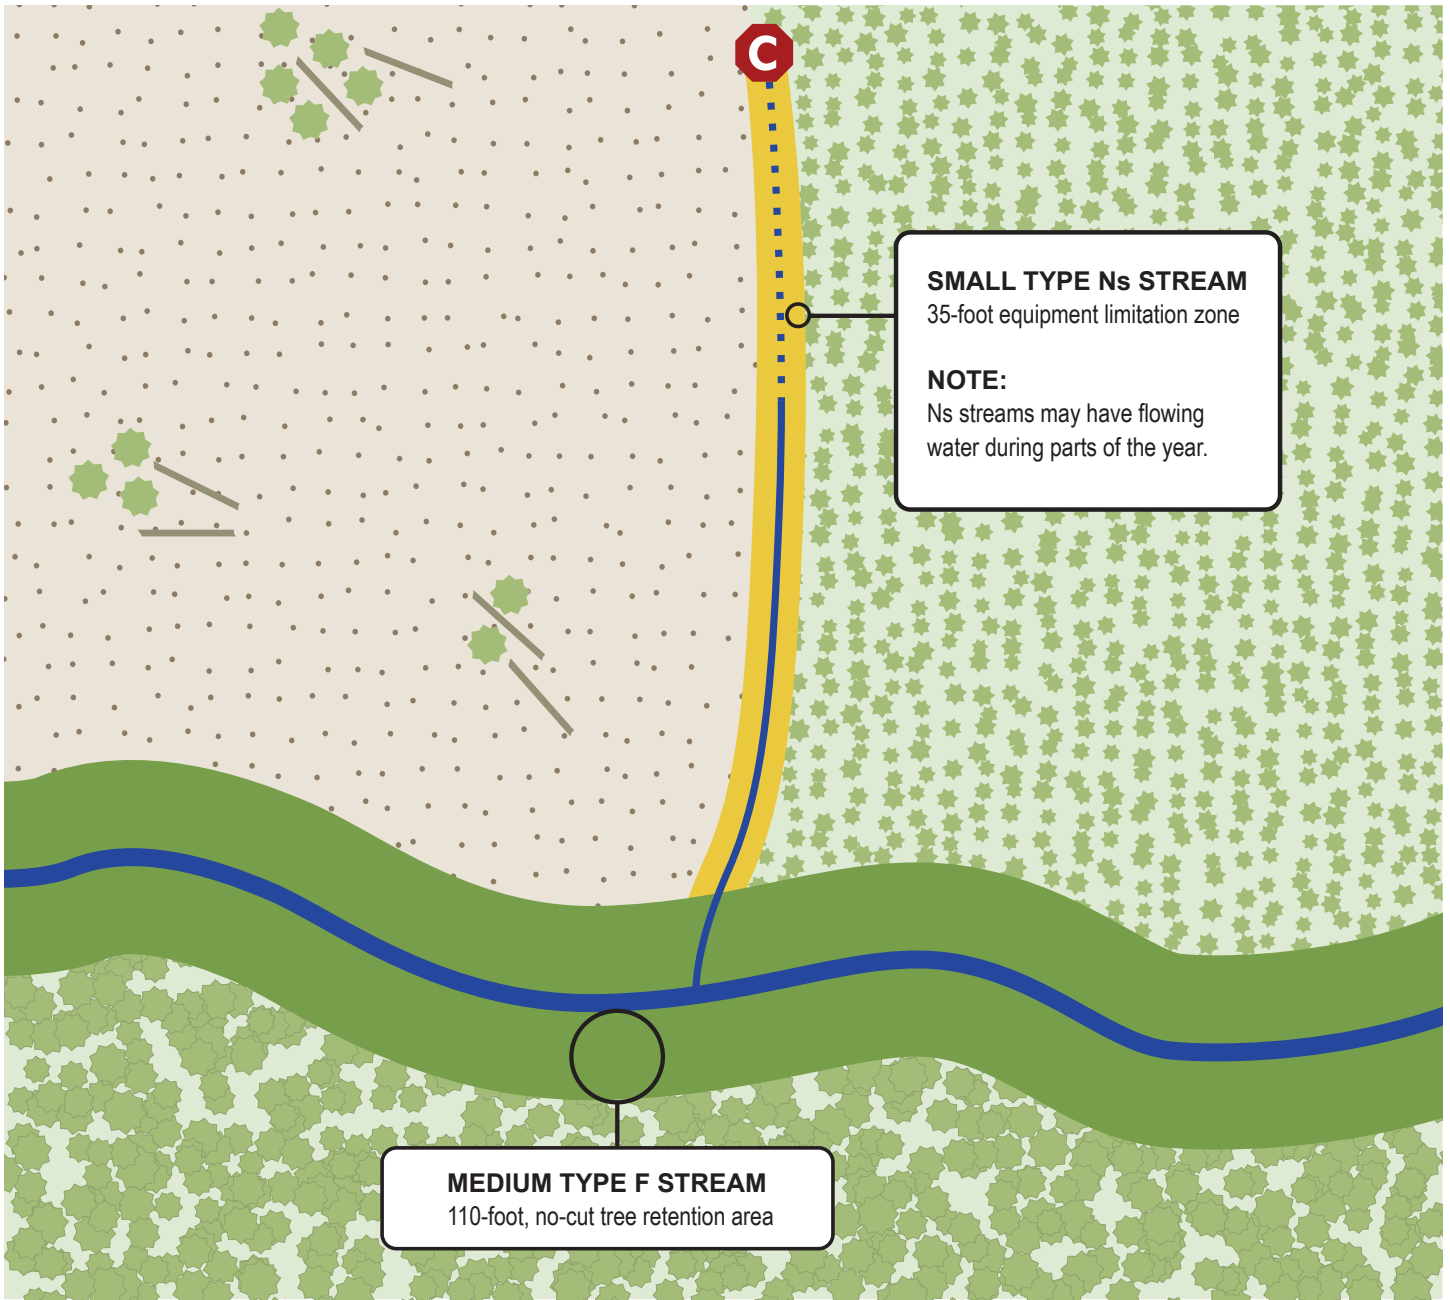 C
SMALL TYPE Ns STREAM
35-foot equipment limitation zone
NOTE:
Ns streams may have flowing
water during parts of the year.
MEDIUM TYPE F STREAM
110-foot, no-cut tree retention area